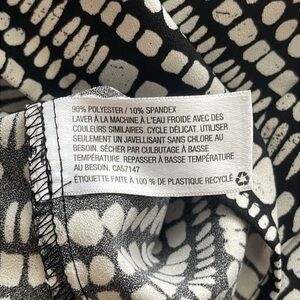 90% POLYESTER / 10% SPANDEX
LAVER À LA MACHINE À L'EAU FROIDE AVEC DES
COULEURS SIMILAIRES. CYCLE DÉLICAT. UTILISER
SEULEMENT UN JAVELLISANT SANS CHLORE AU
BESOIN. SÉCHER PAR CULBUTAGE À BASSE
TEMPÉRATURE. REPASSER À BASSE TEMPÉRATURE
AU BESOIN. CA57147
ÉTIQUETTE FAITE À 100 % DE PLASTIQUE RECYCLÉ